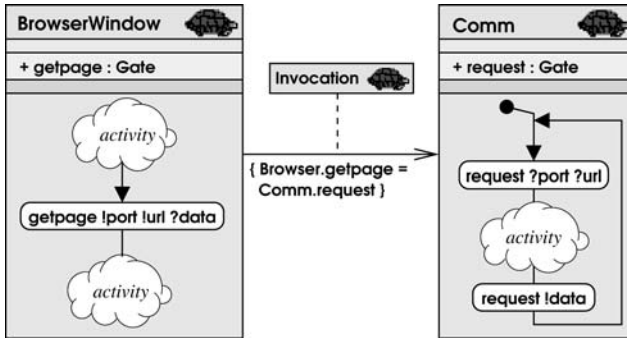 BrowserWindow
+ getpage : Gate
activity
getpage !port !url ?data
activity
Invocation
{ Browser.getpage =
Comm.request }
Comm
+ request : Gate
request ?port ?url
activity
request !data